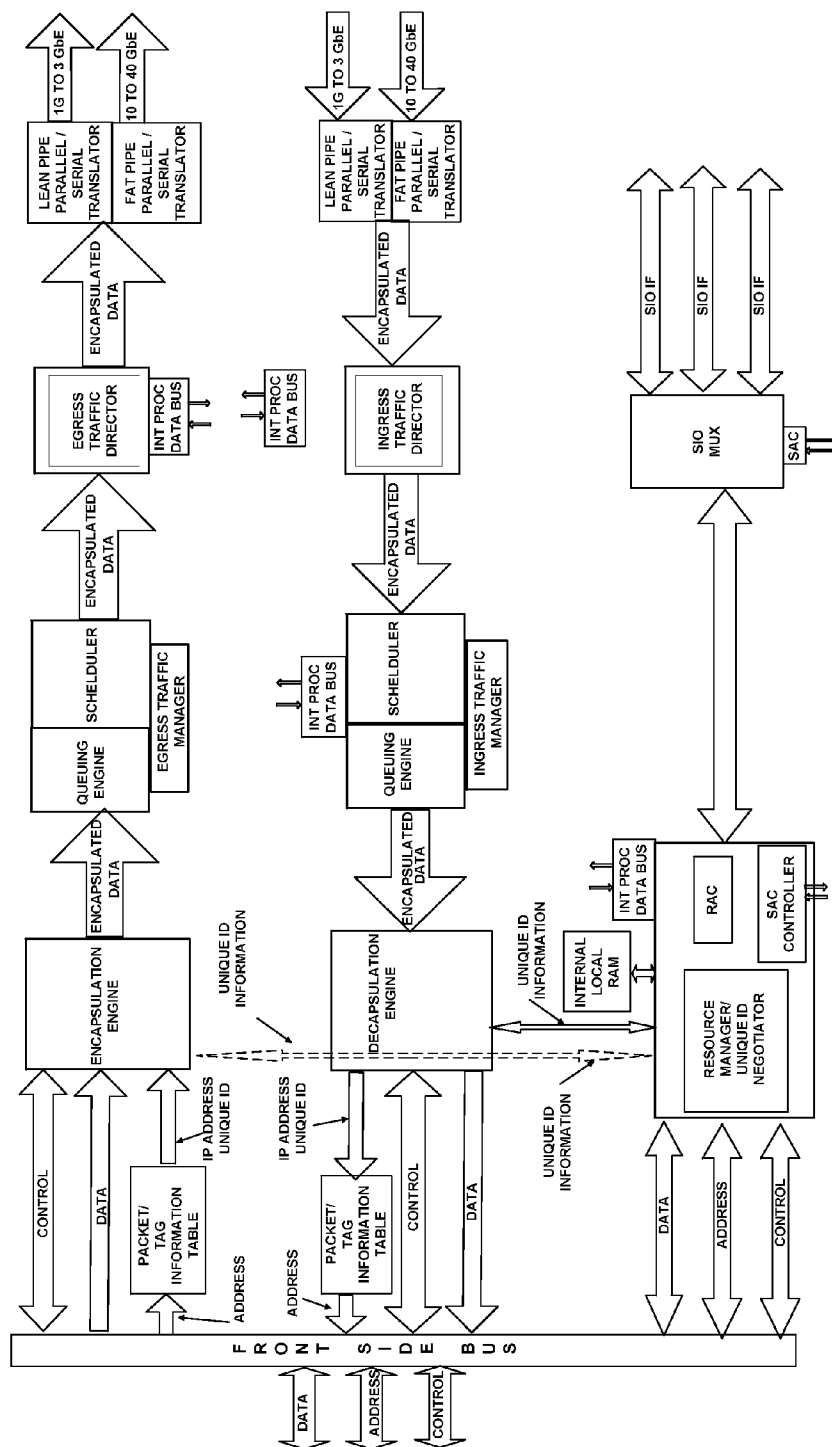 1G TO 3 GbE
10 TO 40 GbE
LEAN PIPE
PARALLEL /
SERIAL
TRANSLATOR
FAT PIPE
PARALLEL /
SERIAL
TRANSLATOR
ENCAPSULATED
DATA
EGRESS
TRAFFIC
DIRECTOR
INT PROC
DATA BUS
ENCAPSULATED
DATA
SCHELDULER
QUEUING
ENGINE
EGRESS TRAFFIC
MANAGER
ENCAPSULATED
DATA
ENCAPSULATION
ENGINE
UNIQUE ID
INFORMATION
CONTROL
DATA
IP ADDRESS
UNIQUE ID
PACKET/
TAG
INFORMATION
TABLE
ADDRESS
1G TO 3 GbE
10 TO 40 GbE
LEAN PIPE
PARALLEL /
SERIAL
TRANSLATOR
FAT PIPE
PARALLEL /
SERIAL
TRANSLATOR
ENCAPSULATED
DATA
INT PROC
DATA BUS
INGRESS
TRAFFIC
DIRECTOR
ENCAPSULATED
DATA
INT PROC
DATA BUS
SCHELDULER
QUEUING
ENGINE
INGRESS TRAFFIC
MANAGER
ENCAPSULATED
DATA
DECAPSULATION
ENGINE
IP ADDRESS
UNIQUE ID
PACKET/
TAG
INFORMATION
TABLE
ADDRESS
CONTROL
DATA
UNIQUE ID
INFORMATION
UNIQUE ID
INFORMATION
SIO IF
SIO IF
SIO IF
SIO
MUX
SAC
INT PROC
DATA BUS
INTERNAL
LOCAL
RAM
RAC
SAC
CONTROLLER
RESOURCE
MANAGER/
UNIQUE ID
NEGOTIATOR
DATA
ADDRESS
CONTROL
FRONT SIDE BUS
DATA
ADDRESS
CONTROL